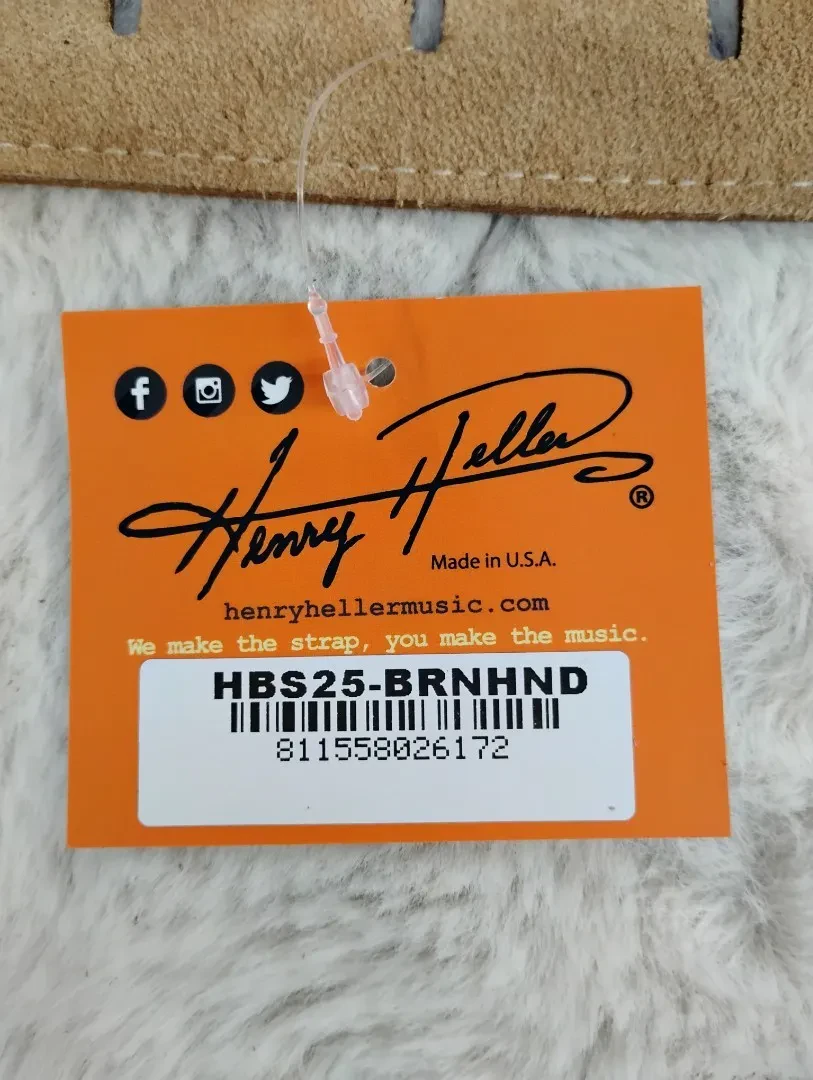 Henry Heller
®
Made in U.S.A.
henryhellermusic.com
We make the strap, you make the music.
HBS25-BRNHND
811558026172